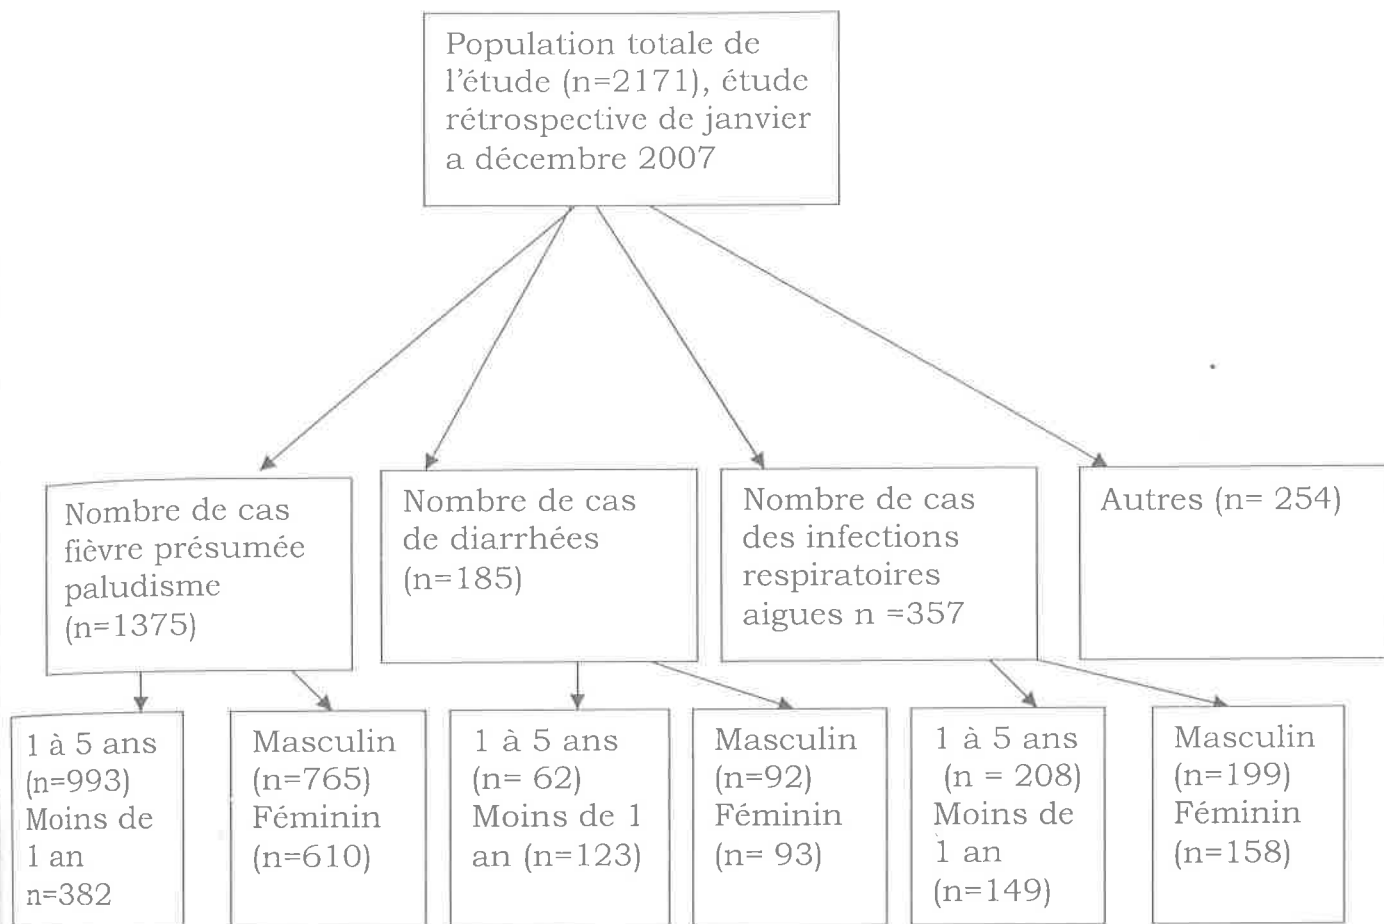 Population totale de
l'étude (n=2171), étude
rétrospective de janvier
a décembre 2007
Nombre de cas
fièvre présumée
paludisme
(n=1375)
Nombre de cas
de diarrhées
(n=185)
Nombre de cas
des infections
respiratoires
aigues n =357
Autres (n= 254)
1 à 5 ans
(n=993)
Moins de
1 an
n=382
Masculin
(n=765)
Féminin
(n=610)
1 à 5 ans
(n= 62)
Moins de 1
an (n=123)
Masculin
(n=92)
Féminin
(n= 93)
1 à 5 ans
(n = 208)
Moins de
1 an
(n=149)
Masculin
(n=199)
Féminin
(n=158)